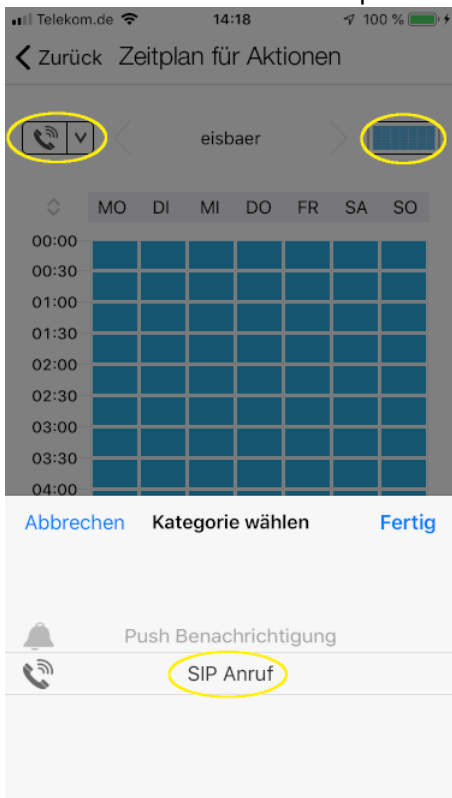 Telekom.de 14:18 100 %
Zurück Zeitplan für Aktionen
eisbaer
MO DI MI DO FR SA SO
00:00
00:30
01:00
01:30
02:00
02:30
03:00
03:30
04:00
Abbrechen Kategorie wählen Fertig
Push Benachrichtigung
SIP Anruf